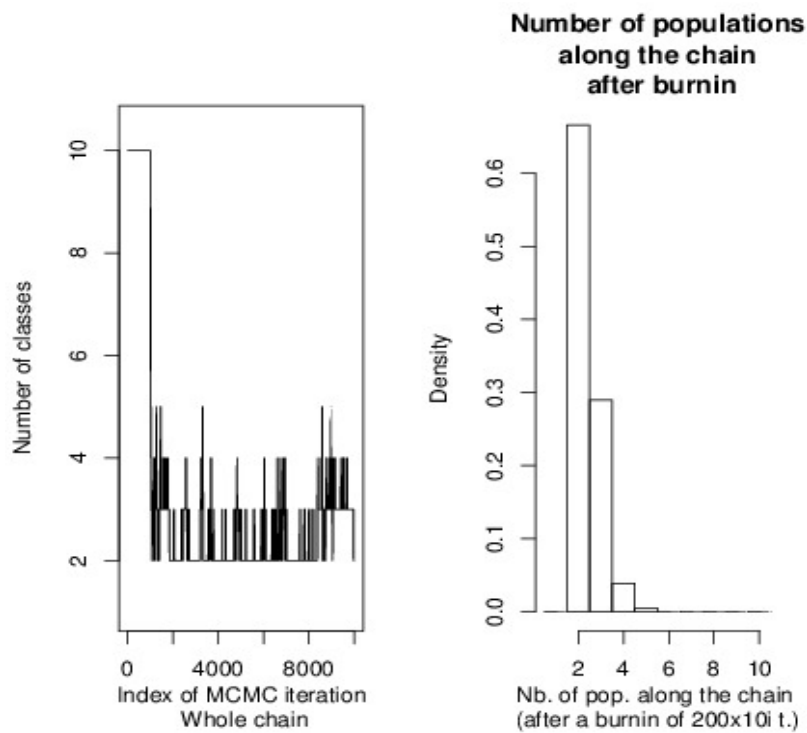 Number of classes
10
8
6
4
2
0
4000
8000
Index of MCMC iteration
Whole chain
Number of populations
along the chain
after burnin
Density
0.6
0.5
0.4
0.3
0.2
0.1
0.0
2
4
6
8
10
Nb. of pop. along the chain
(after a burnin of 200x10i t.)